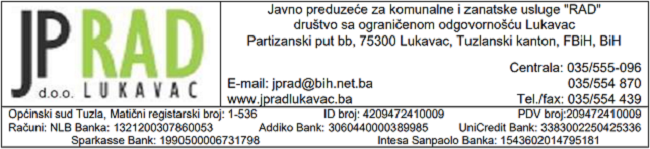 JP RAD
d.o.o. LUKAVAC
Javno preduzeće za komunalne i zanatske usluge "RAD"
društvo sa ograničenom odgovornošću Lukavac
Partizanski put bb, 75300 Lukavac, Tuzlanski kanton, FBiH, BiH
Centrala: 035/555-096
E-mail: jprad@bih.net.ba 035/554 870
www.jpradlukavac.ba Tel./fax: 035/554 439
Općinski sud Tuzla, Matični registarski broj: 1-536 ID broj: 4209472410009 PDV broj:209472410009
Računi: NLB Banka: 1321200307860053 Addiko Bank: 3060440000389985 UniCredit Bank: 3383002250425336
Sparkasse Bank: 1990500006731798 Intesa Sanpaolo Banka: 1543602014795181